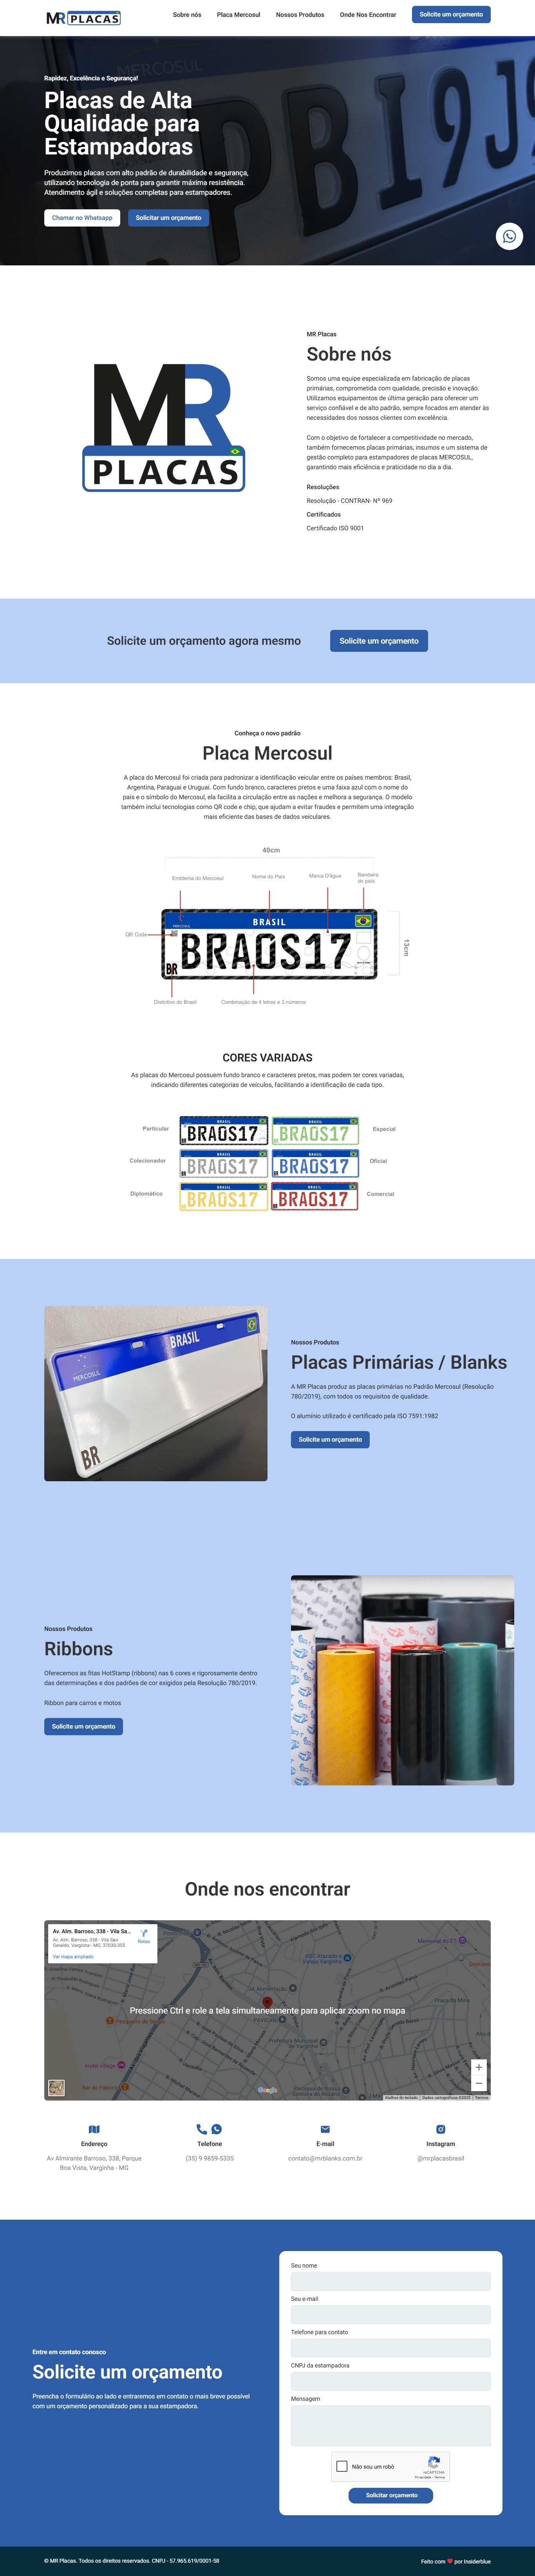 MR PLACAS
Sobre nós
Placa Mercosul
Nossos Produtos
Onde Nos Encontrar
Solicite um orçamento
Rapidez, Excelência e Segurança!
Placas de Alta
Qualidade para
Estampadoras
Produzimos placas com alto padrão de durabilidade e segurança,
utilizando tecnologia de ponta para garantir máxima resistência.
Atendimento ágil e soluções completas para estampadores.
Chamar no Whatsapp
Solicitar um orçamento
MR
PLACAS
MR Placas
Sobre nós
Somos uma equipe especializada em fabricação de placas
primárias, comprometida com qualidade, precisão e inovação.
Utilizamos equipamentos de última geração para oferecer um
serviço confiável e de alto padrão, sempre focados em atender às
necessidades dos nossos clientes com excelência.
Com o objetivo de fortalecer a competitividade no mercado,
também fornecemos placas primárias, insumos e um sistema de
gestão completo para estampadores de placas MERCOSUL,
garantindo mais eficiência e praticidade no dia a dia.
Resoluções
Resolução - CONTRAN- Nº 969
Certificados
Certificado ISO 9001
Solicite um orçamento agora mesmo
Solicite um orçamento
Conheça o novo padrão
Placa Mercosul
A placa do Mercosul foi criada para padronizar a identificação veicular entre os países membros: Brasil,
Argentina, Paraguai e Uruguai. Com fundo branco, caracteres pretos e uma faixa azul com o nome do
país e o símbolo do Mercosul, ela facilita a circulação entre as nações e melhora a segurança. O modelo
também inclui tecnologias como QR code e chip, que ajudam a evitar fraudes e permitem uma integração
mais eficiente das bases de dados veiculares.
40cm
Emblema do Mercosul
Nome do País
Marca D'água
Bandeira
do país
MERCOSUL
BRASIL
QR Code
BRA0S17
BR
13cm
Distintivo do Brasil
Combinação de 4 letras e 3 números
CORES VARIADAS
As placas do Mercosul possuem fundo branco e caracteres pretos, mas podem ter cores variadas,
indicando diferentes categorias de veículos, facilitando a identificação de cada tipo.
Particular
BRASIL
BRA0S17
BRASIL
BRA0S17
Especial
Colecionador
BRASIL
BRA0S17
BRASIL
BRA0S17
Oficial
Diplomático
BRASIL
BRA0S17
BRASIL
BRA0S17
Comercial
BRASIL
MERCOSUL
BR
Nossos Produtos
Placas Primárias / Blanks
A MR Placas produz as placas primárias no Padrão Mercosul (Resolução
780/2019), com todos os requisitos de qualidade.
O alumínio utilizado é certificado pela ISO 7591:1982
Solicite um orçamento
Nossos Produtos
Ribbons
Oferecemos as fitas HotStamp (ribbons) nas 6 cores e rigorosamente dentro
das determinações e dos padrões de cor exigidos pela Resolução 780/2019.
Ribbon para carros e motos
Solicite um orçamento
Onde nos encontrar
Av. Alm. Barroso, 338 - Vila Sa...
Av. Alm. Barroso, 338 - Vila Sao
Geraldo, Varginha - MG, 37030-355
Rotas
Ver mapa ampliado
Pressione Ctrl e role a tela simultaneamente para aplicar zoom no mapa
Google
Atalhos do teclado
Dados cartográficos ©2025
Termos
Endereço
Av Almirante Barroso, 338, Parque
Boa Vista, Varginha - MG
Telefone
(35) 9 9859-5335
E-mail
contato@mrblanks.com.br
Instagram
@mrplacasbrasil
Entre em contato conosco
Solicite um orçamento
Preencha o formulário ao lado e entraremos em contato o mais breve possível
com um orçamento personalizado para a sua estampadora.
Seu nome
Seu e-mail
Telefone para contato
CNPJ da estampadora
Mensagem
Não sou um robô
reCAPTCHA
Privacidade - Termos
Solicitar orçamento
© MR Placas. Todos os direitos reservados. CNPJ - 57.965.619/0001-58
Feito com ❤ por Insiderblue